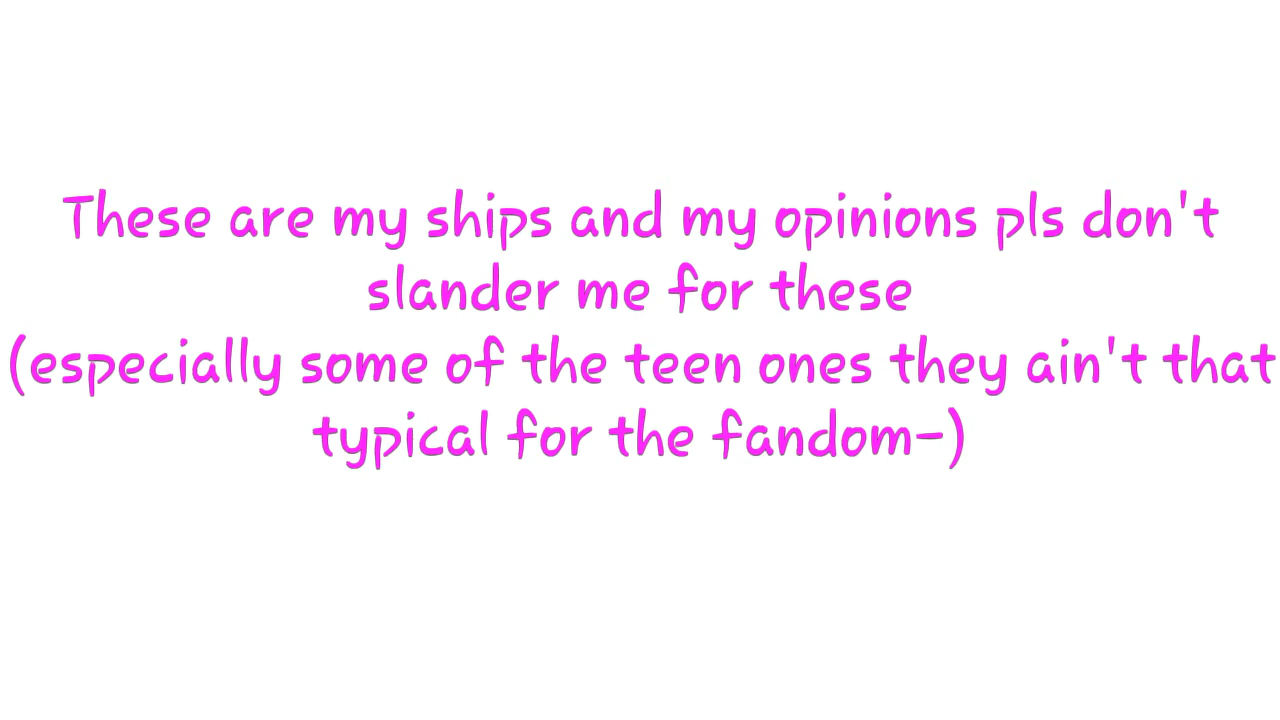 These are my ships and my opinions pls don't
slander me for these
(especially some of the teen ones they ain't that
typical for the fandom-)